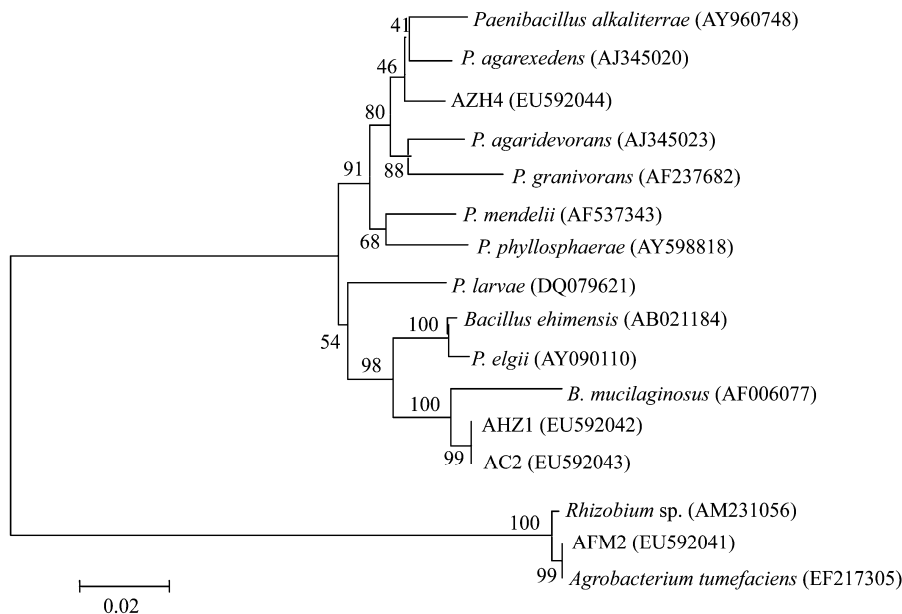 41
Paenibacillus alkaliterrae (AY960748)
P. agarexedens (AJ345020)
46
AZH4 (EU592044)
80
P. agaridevorans (AJ345023)
88
P. granivorans (AF237682)
91
P. mendelii (AF537343)
68
P. phyllosphaerae (AY598818)
P. larvae (DQ079621)
54
100
Bacillus ehimensis (AB021184)
P. elgii (AY090110)
98
B. mucilaginosus (AF006077)
100
AHZ1 (EU592042)
99
AC2 (EU592043)
Rhizobium sp. (AM231056)
100
AFM2 (EU592041)
99
Agrobacterium tumefaciens (EF217305)
0.02